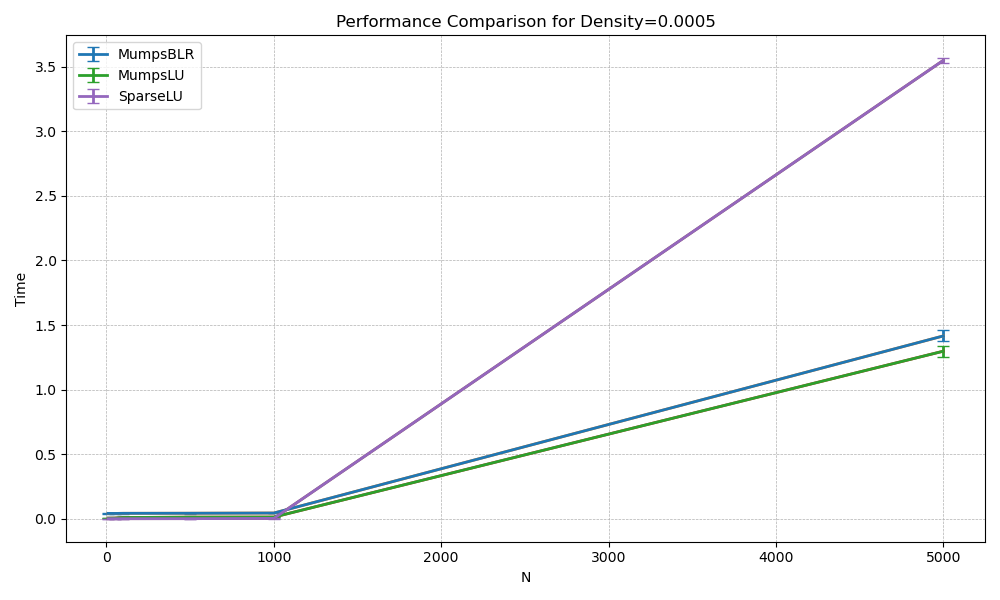 Performance Comparison for Density=0.0005
MumpsBLR
MumpsLU
SparseLU
3.5
3.0
2.5
2.0
1.5
1.0
0.5
0.0
Time
0 1000 2000 3000 4000 5000
N